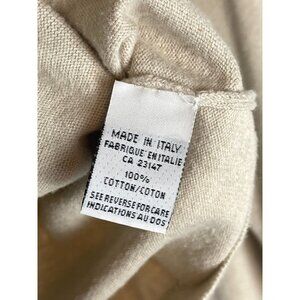 MADE IN ITALY
FABRIQUE EN ITALIE
CA 23147
100%
COTTON/COTON
SEE REVERSE FOR CARE
INDICATIONS AU DOS